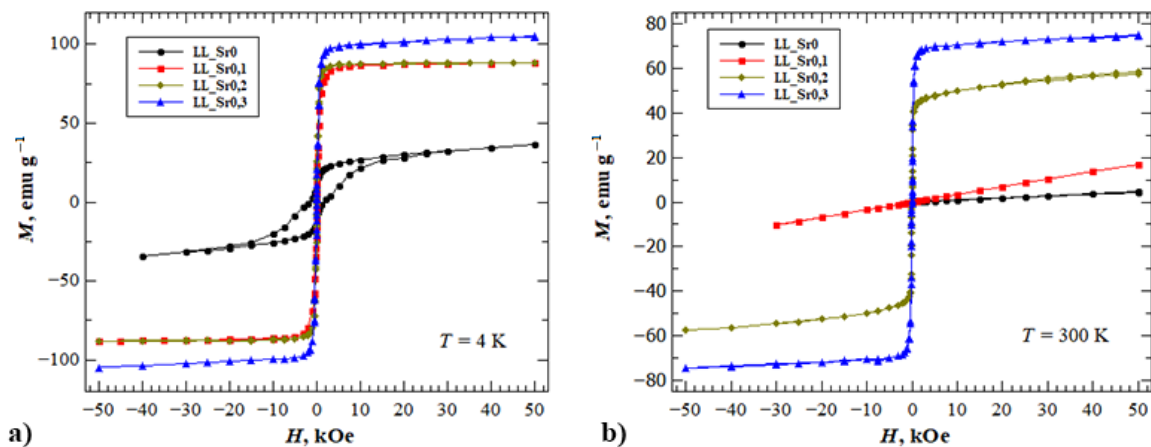 LL_Sr0
LL_Sr0,1
LL_Sr0,2
LL_Sr0,3
100
50
0
−50
−100
M, emu g⁻¹
T = 4 K
−50 −40 −30 −20 −10 0 10 20 30 40 50
H, kOe
a)
LL_Sr0
LL_Sr0,1
LL_Sr0,2
LL_Sr0,3
80
60
40
20
0
−20
−40
−60
−80
M, emu g⁻¹
T = 300 K
−50 −40 −30 −20 −10 0 10 20 30 40 50
H, kOe
b)